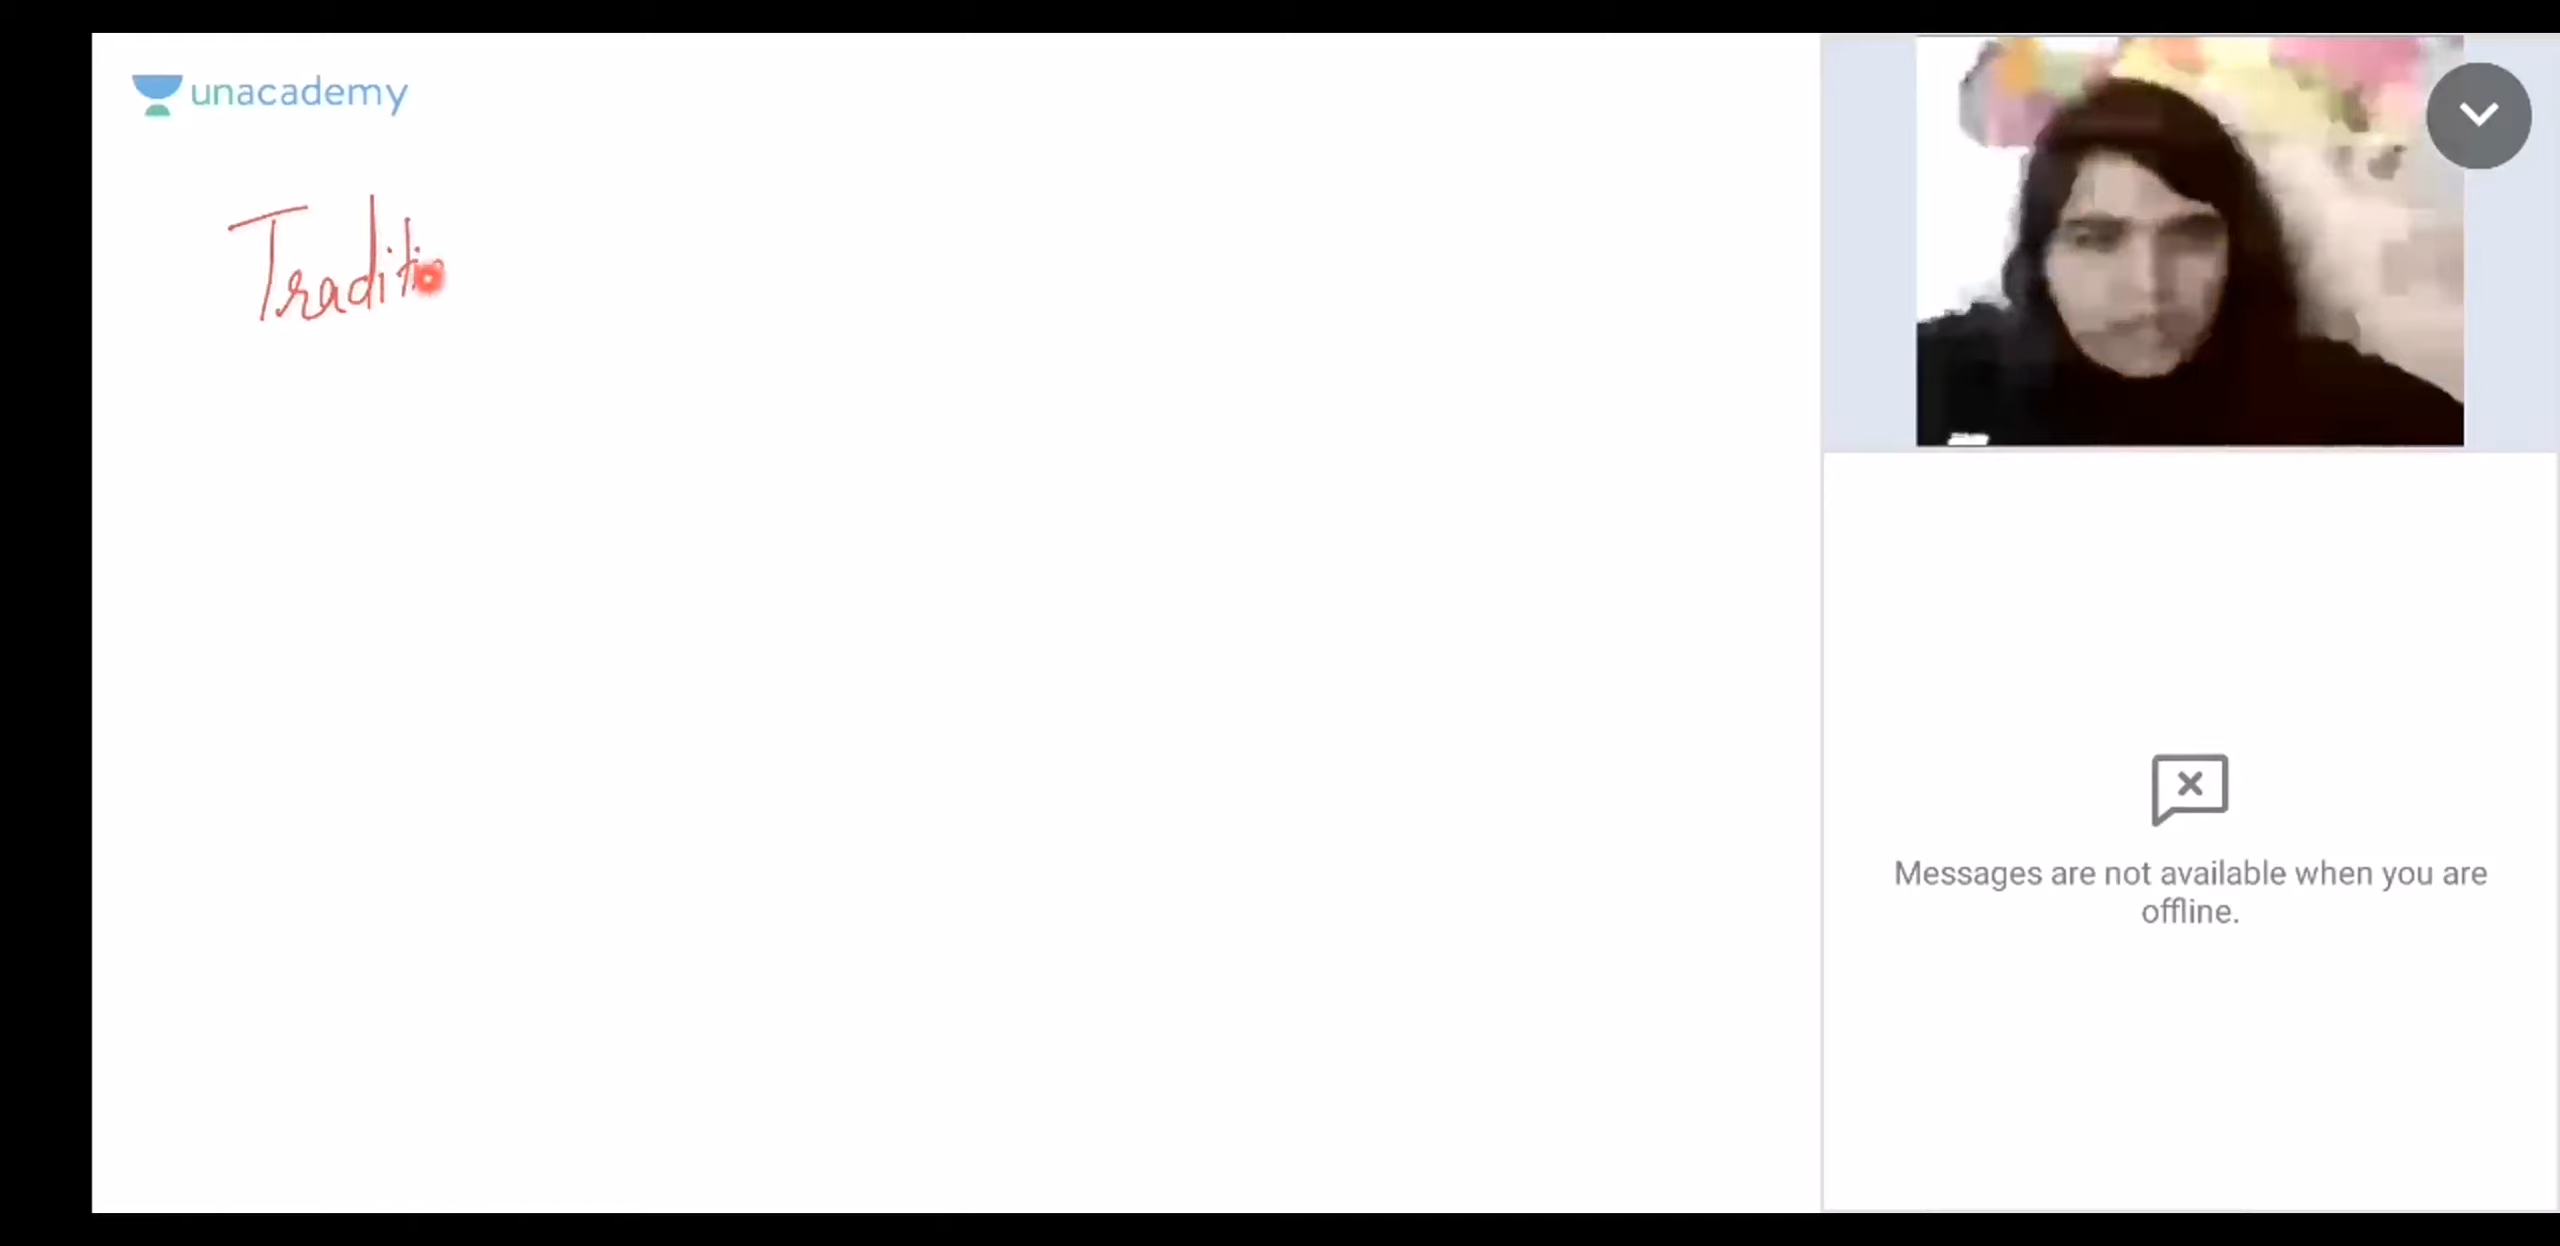 unacademy
Traditio
Messages are not available when you are
offline.